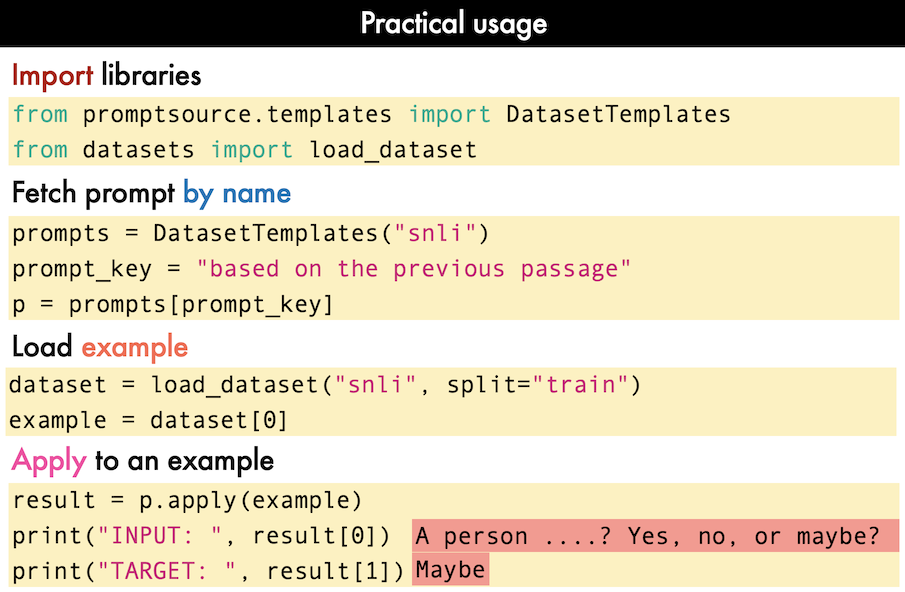 Practical usage
Import libraries
from promptsource.templates import DatasetTemplates
from datasets import load_dataset
Fetch prompt by name
prompts = DatasetTemplates("snli")
prompt_key = "based on the previous passage"
p = prompts[prompt_key]
Load example
dataset = load_dataset("snli", split="train")
example = dataset[0]
Apply to an example
result = p.apply(example)
print("INPUT: ", result[0]) A person ....? Yes, no, or maybe?
print("TARGET: ", result[1]) Maybe